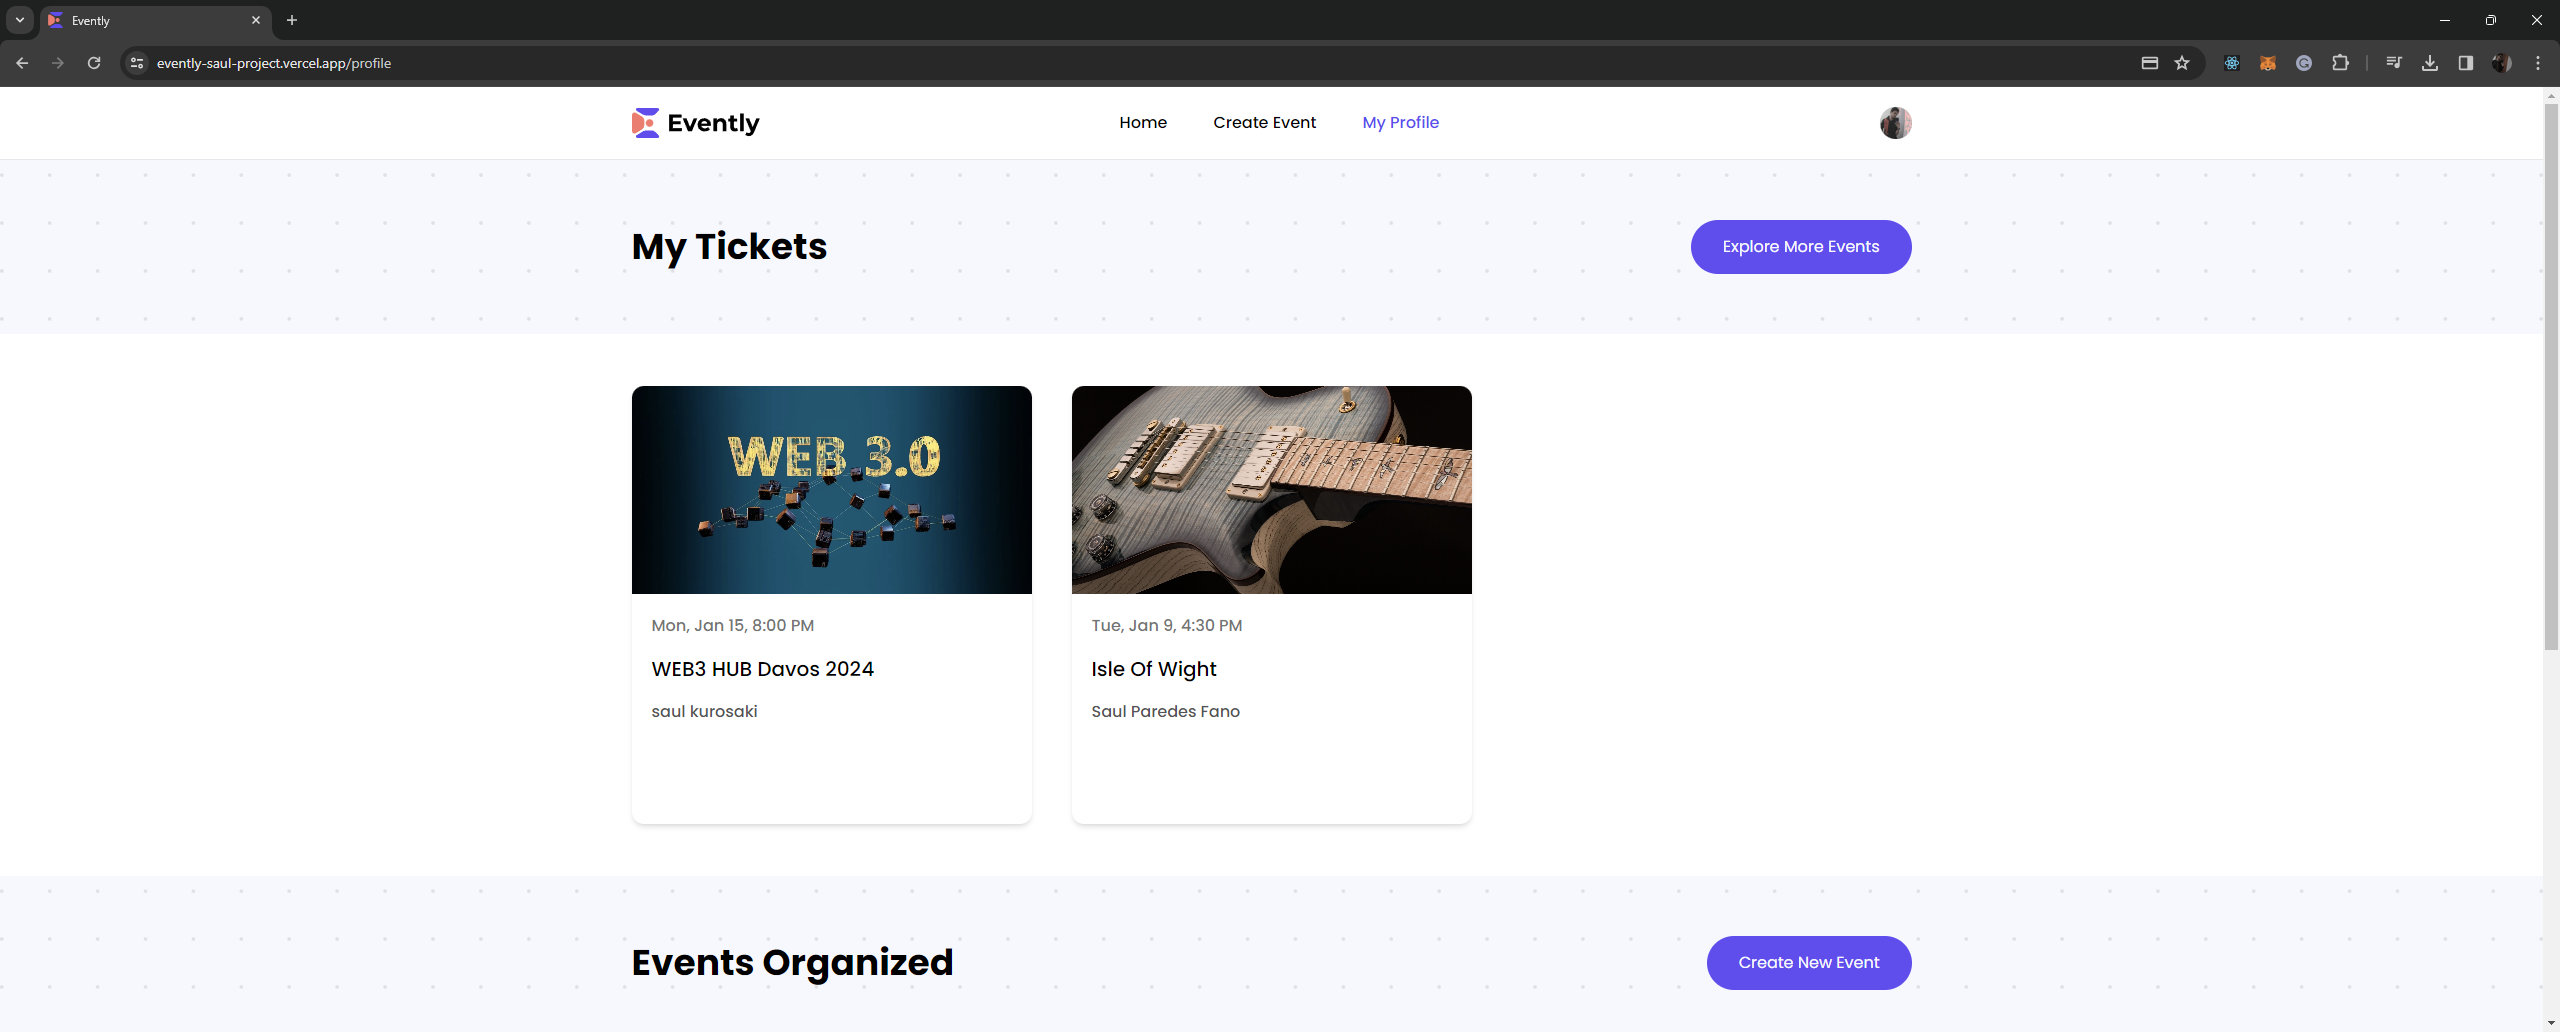 Evently
evently-saul-project.vercel.app/profile
Evently
Home
Create Event
My Profile
My Tickets
Explore More Events
WEB 3.0
Mon, Jan 15, 8:00 PM
WEB3 HUB Davos 2024
saul kurosaki
Tue, Jan 9, 4:30 PM
Isle Of Wight
Saul Paredes Fano
Events Organized
Create New Event